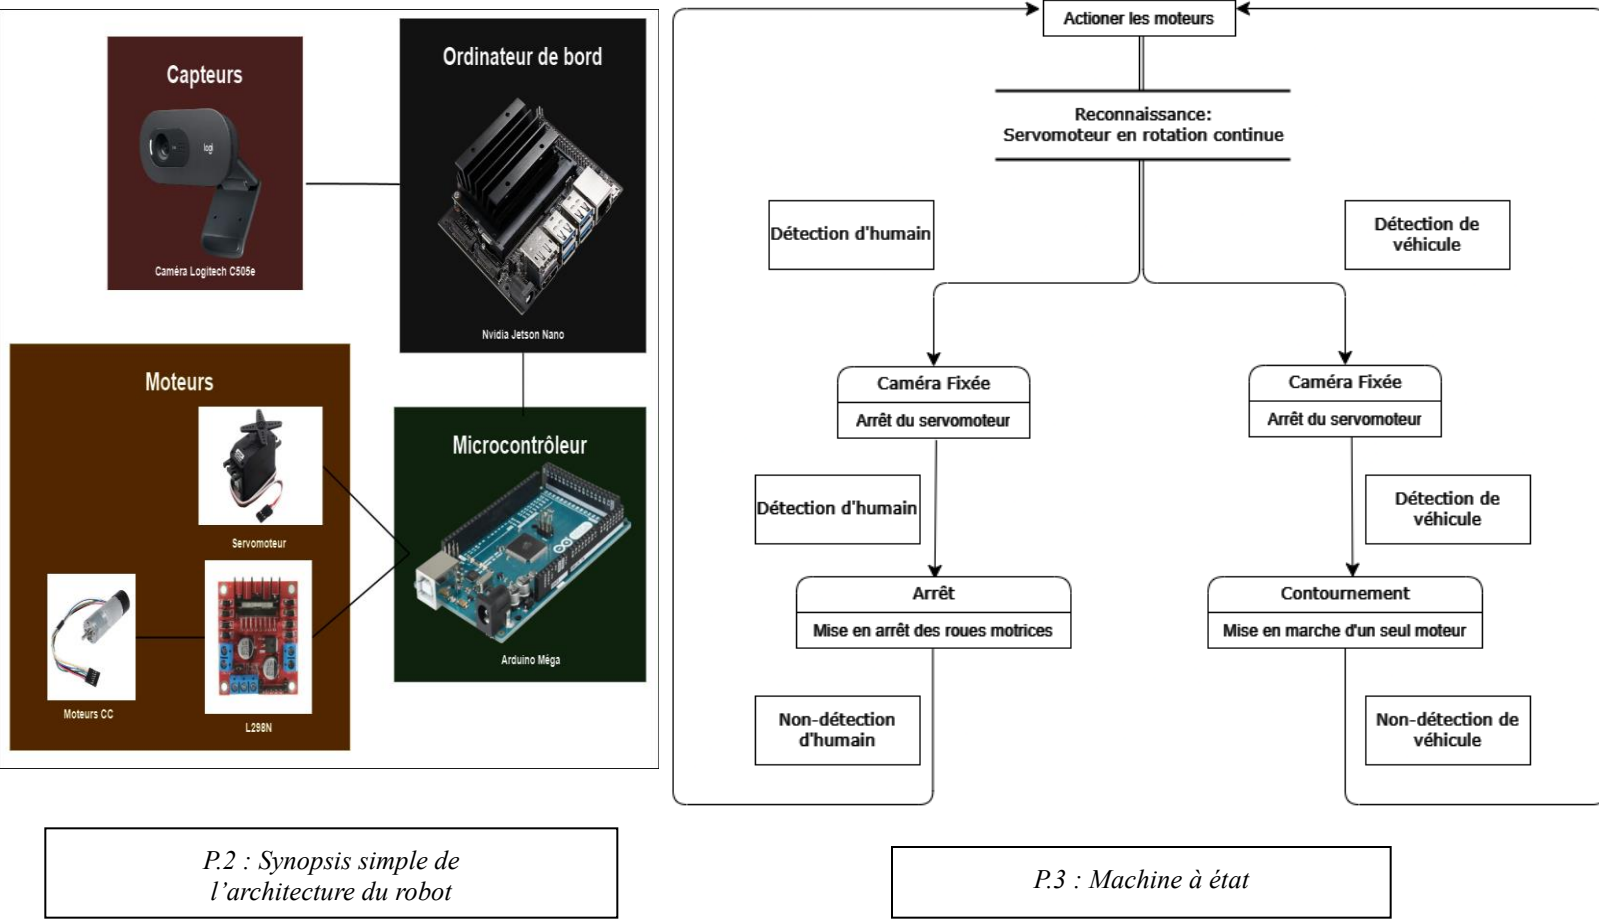 Capteurs
logi
Caméra Logitech C505e
Ordinateur de bord
Nvidia Jetson Nano
Moteurs
Servomoteur
Moteurs CC
L298N
Microcontrôleur
Arduino Méga
P.2 : Synopsis simple de
l’architecture du robot
Actioner les moteurs
Reconnaissance:
Servomoteur en rotation continue
Détection d'humain
Détection de
véhicule
Caméra Fixée
Arrêt du servomoteur
Caméra Fixée
Arrêt du servomoteur
Détection d'humain
Détection de
véhicule
Arrêt
Mise en arrêt des roues motrices
Contournement
Mise en marche d'un seul moteur
Non-détection
d'humain
Non-détection de
véhicule
P.3 : Machine à état